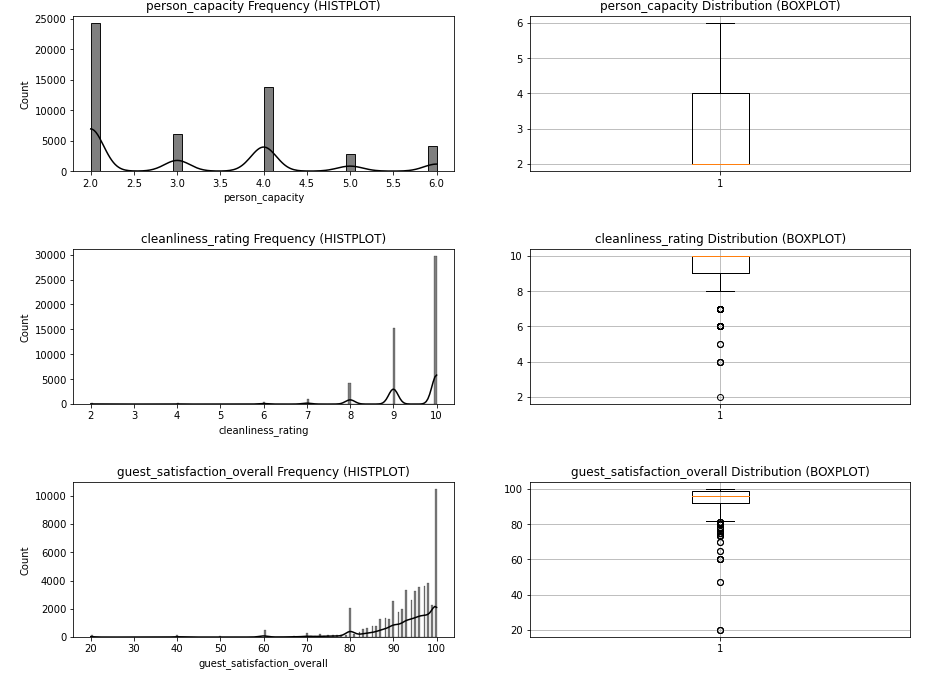 person_capacity Frequency (HISTPLOT)
25000
20000
15000
10000
5000
0
Count
2.0 2.5 3.0 3.5 4.0 4.5 5.0 5.5 6.0
person_capacity
person_capacity Distribution (BOXPLOT)
6
5
4
3
2
1
cleanliness_rating Frequency (HISTPLOT)
30000
25000
20000
15000
10000
5000
0
Count
2 3 4 5 6 7 8 9 10
cleanliness_rating
cleanliness_rating Distribution (BOXPLOT)
10
8
6
4
2
1
guest_satisfaction_overall Frequency (HISTPLOT)
10000
8000
6000
4000
2000
0
Count
20 30 40 50 60 70 80 90 100
guest_satisfaction_overall
guest_satisfaction_overall Distribution (BOXPLOT)
100
80
60
40
20
1